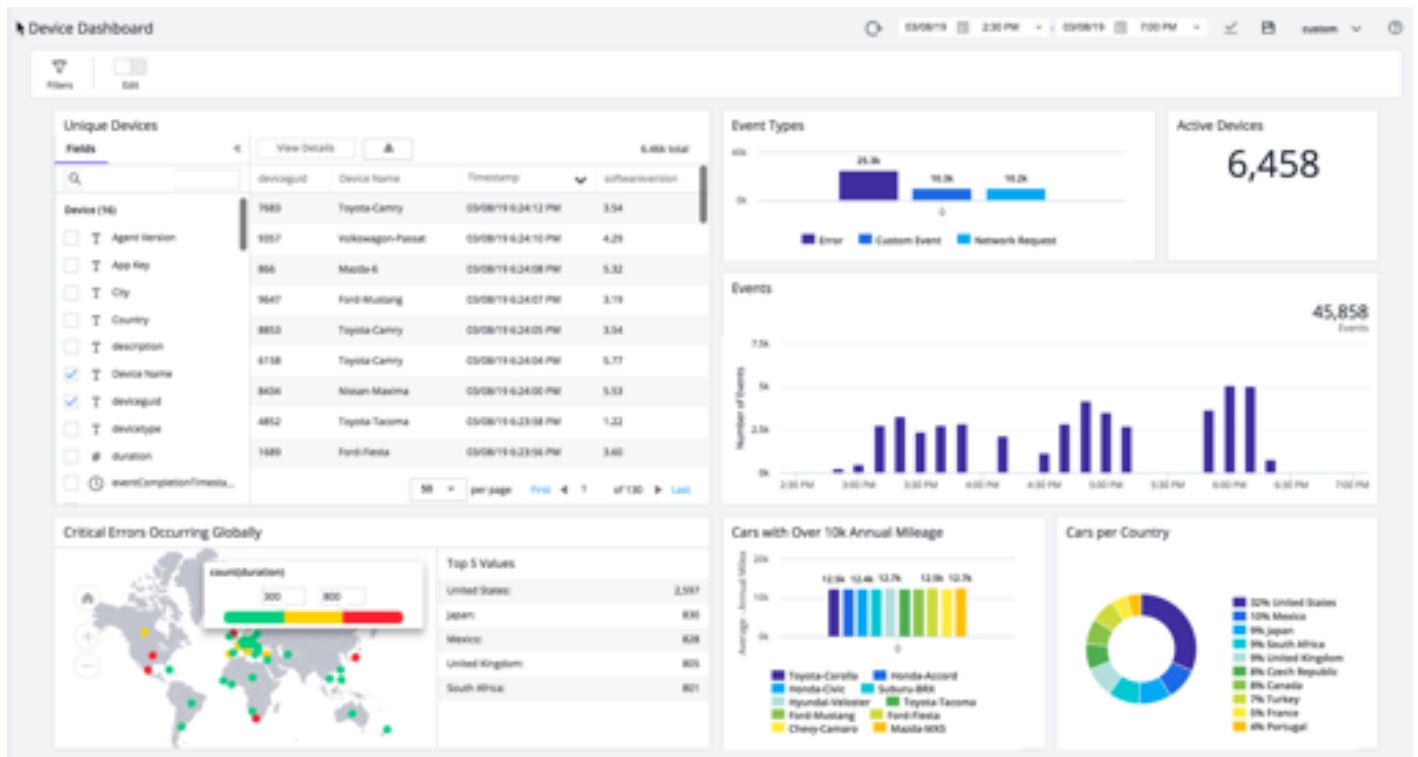 Device Dashboard
03/08/19 2:30 PM - 03/08/19 7:00 PM custom
Filters Edit
Unique Devices
Fields
View Details
6.46k total
deviceguid Device Name Timestamp softwareversion
Device (16)
Agent Version
App Key
City
Country
description
Device Name
deviceguid
devicetype
duration
eventCompletionTimesta...
7683 Toyota-Camry 03/08/19 6:24:12 PM 3.54
9357 Volkswagon-Passat 03/08/19 6:24:10 PM 4.29
866 Mazda-6 03/08/19 6:24:08 PM 5.32
9647 Ford-Mustang 03/08/19 6:24:07 PM 3.19
8853 Toyota-Camry 03/08/19 6:24:05 PM 3.54
6158 Toyota-Camry 03/08/19 6:24:04 PM 5.77
8434 Nissan-Maxima 03/08/19 6:24:00 PM 5.53
4852 Toyota-Tacoma 03/08/19 6:23:58 PM 1.22
1689 Ford-Fiesta 03/08/19 6:23:56 PM 3.60
50 per page First 1 of 130 Last
Event Types
40k
0k
25.3k 10.3k 10.2k
0
Error Custom Event Network Request
Active Devices
6,458
Events
45,858
Events
Number of Events
7.5k
5k
2.5k
0k
2:30 PM 3:00 PM 3:30 PM 4:00 PM 4:30 PM 5:00 PM 5:30 PM 6:00 PM 6:30 PM 7:00 PM
Critical Errors Occurring Globally
count(duration)
300 800
Top 5 Values
United States: 2,597
Japan: 830
Mexico: 828
United Kingdom: 805
South Africa: 801
Cars with Over 10k Annual Mileage
Average - Annual Milea
20k
10k
0k
12.5k 12.4k 12.7k 12.5k 12.7k
0
Toyota-Corolla Honda-Accord
Honda-Civic Suburu-BRX
Hyundai-Veloster Toyota-Tacoma
Ford-Mustang Ford-Fiesta
Chevy-Camaro Mazda-MX5
Cars per Country
32% United States
10% Mexico
9% Japan
9% South Africa
9% United Kingdom
8% Czech Republic
8% Canada
7% Turkey
5% France
4% Portugal